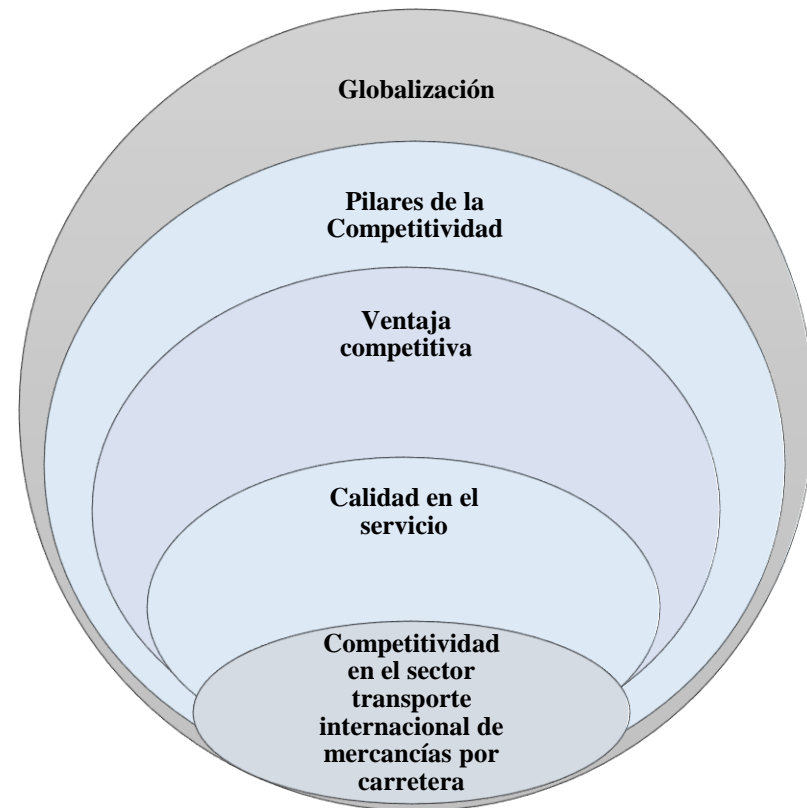 Globalización
Pilares de la
Competitividad
Ventaja
competitiva
Calidad en el
servicio
Competitividad
en el sector
transporte
internacional de
mercancías por
carretera